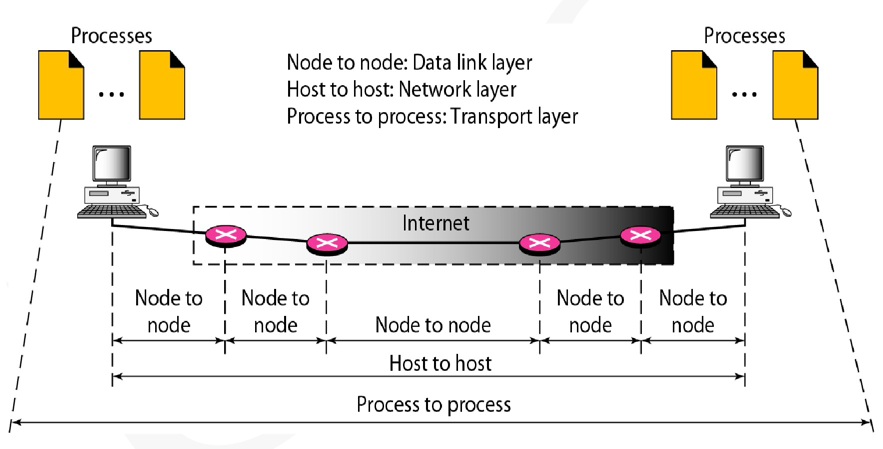 Processes
Processes
...
...
Node to node: Data link layer
Host to host: Network layer
Process to process: Transport layer
Internet
Node to
node
Node to
node
Node to node
Node to
node
Node to
node
Host to host
Process to process